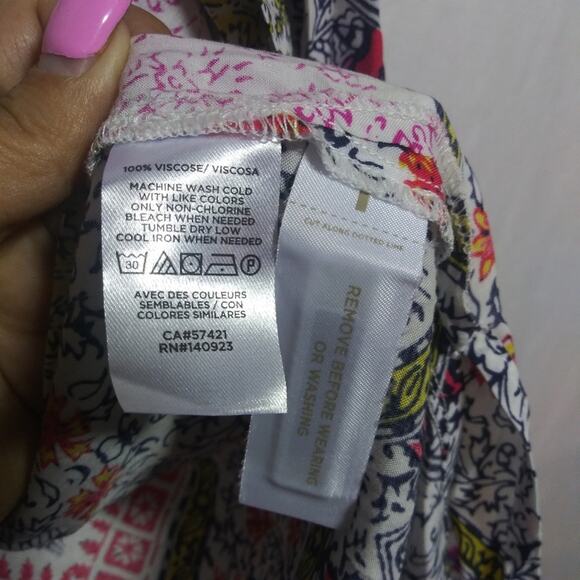 100% VISCOSE/ VISCOSA
MACHINE WASH COLD
WITH LIKE COLORS
ONLY NON-CHLORINE
BLEACH WHEN NEEDED
TUMBLE DRY LOW
COOL IRON WHEN NEEDED
30 P
AVEC DES COULEURS
SEMBLABLES / CON
COLORES SIMILARES
CA#57421
RN#140923
CUT ALONG DOTTED LINE
REMOVE BEFORE WEARING
OR WASHING